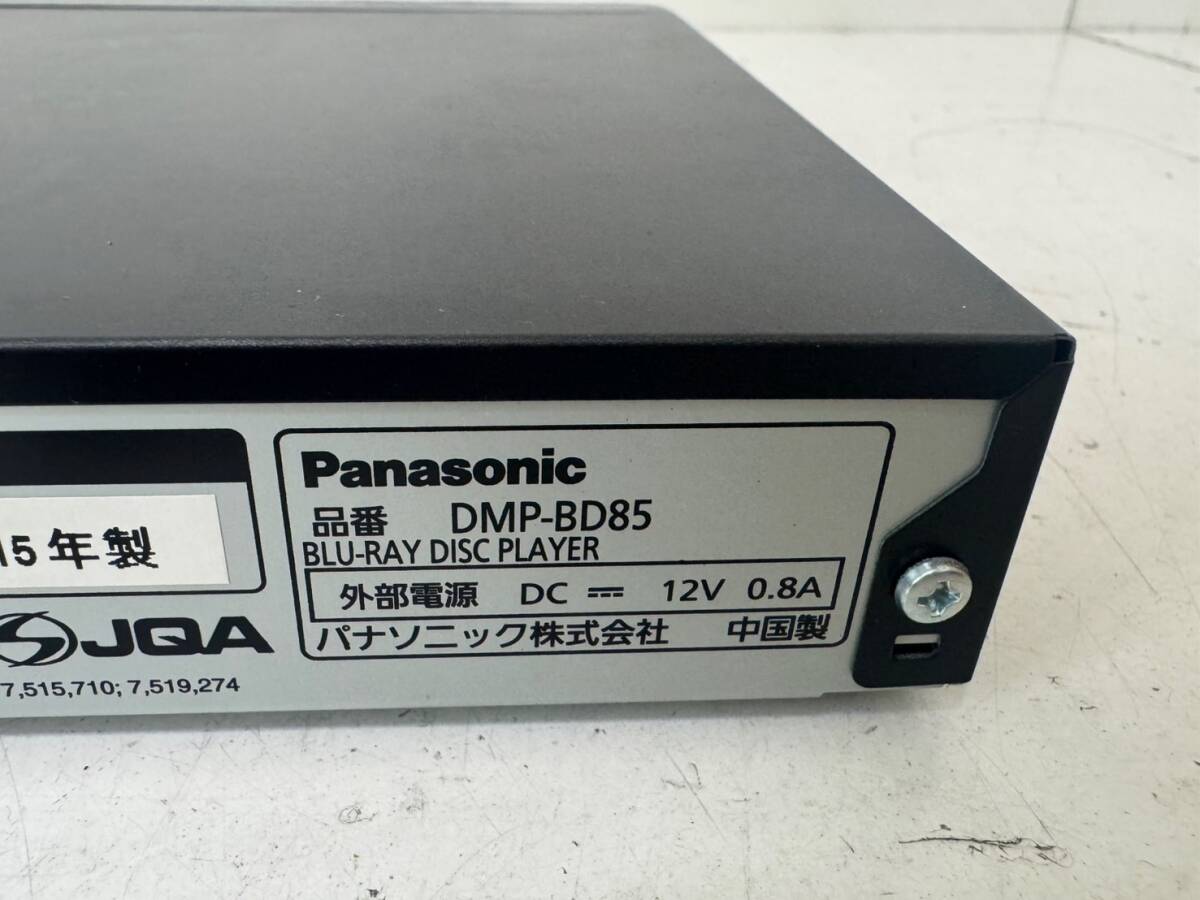 Panasonic
品番 DMP-BD85
BLU-RAY DISC PLAYER
外部電源 DC ⎓ 12V 0.8A
パナソニック株式会社 中国製
15年製
JQA
7,515,710; 7,519,274